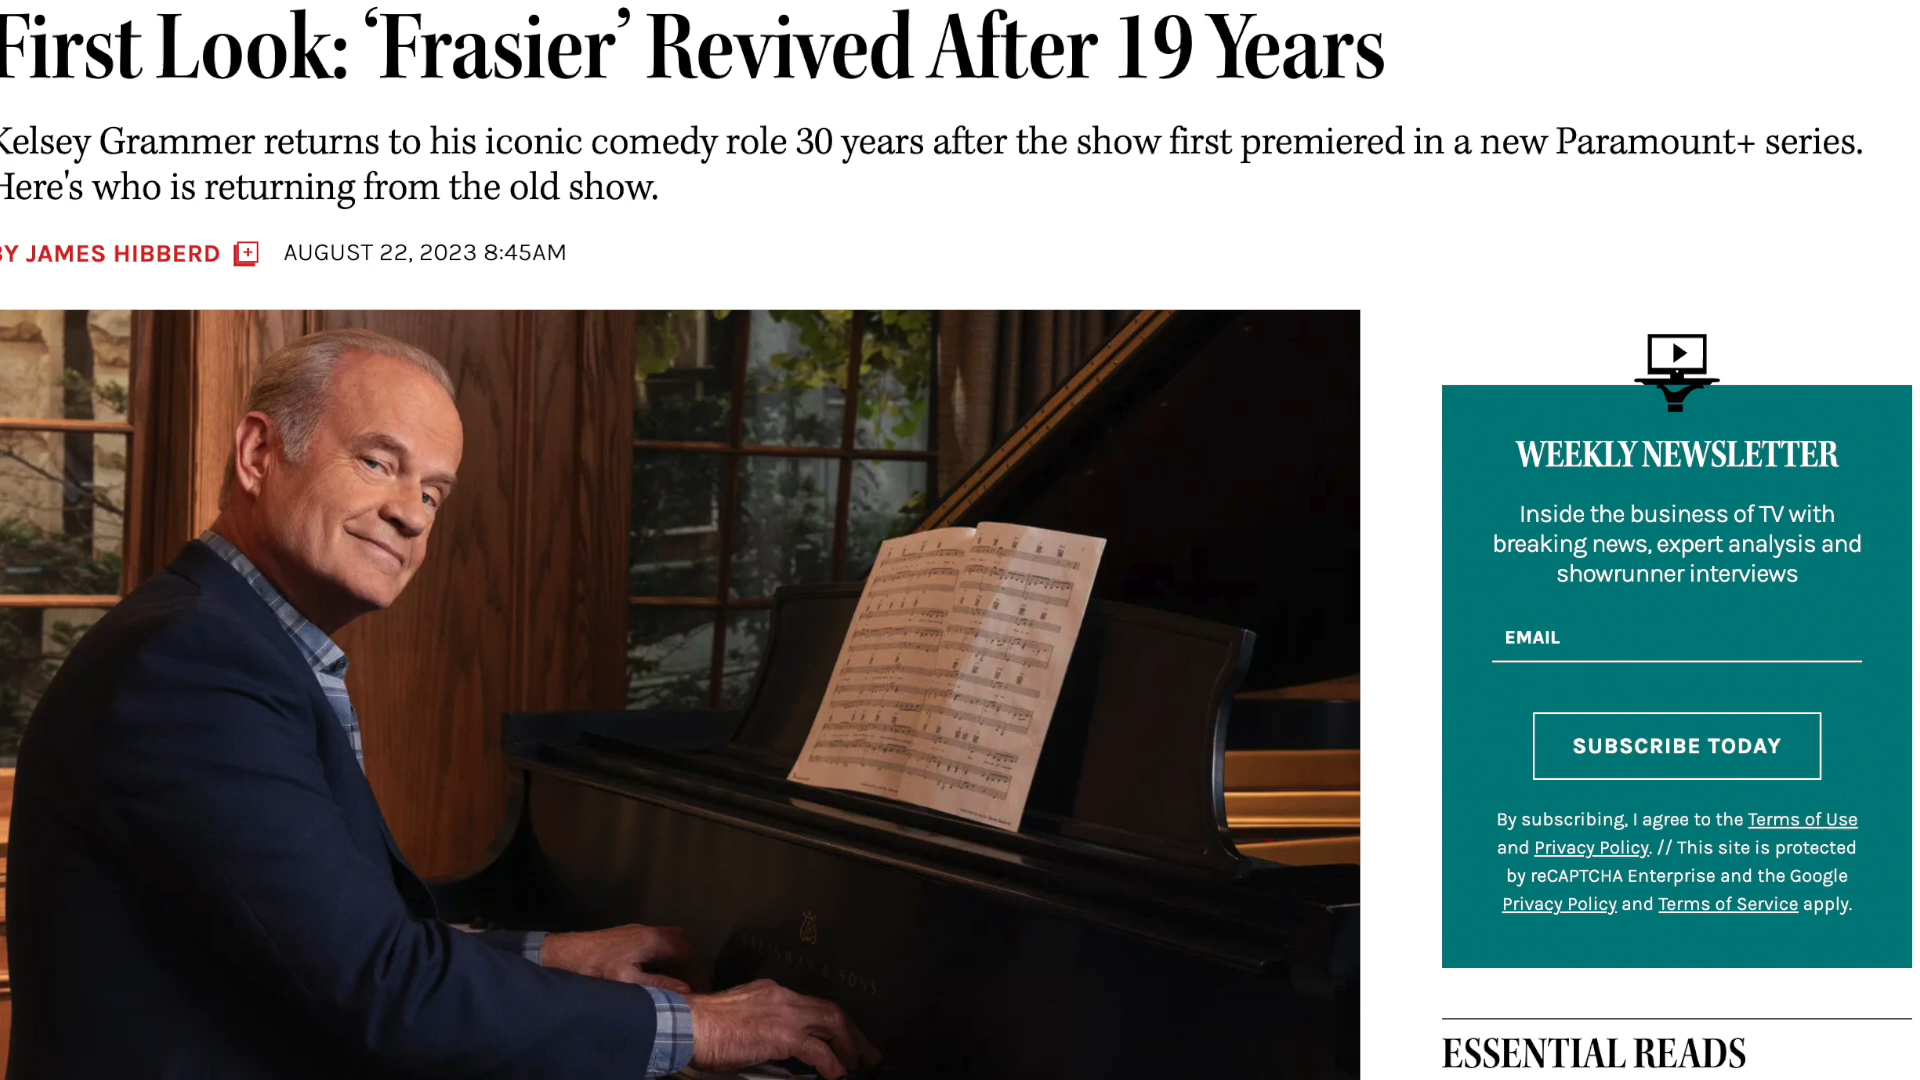 First Look: ‘Frasier’ Revived After 19 Years
Kelsey Grammer returns to his iconic comedy role 30 years after the show first premiered in a new Paramount+ series.
Here's who is returning from the old show.
BY JAMES HIBBERD
AUGUST 22, 2023 8:45AM
STEINWAY & SONS
WEEKLY NEWSLETTER
Inside the business of TV with
breaking news, expert analysis and
showrunner interviews
EMAIL
SUBSCRIBE TODAY
By subscribing, I agree to the Terms of Use
and Privacy Policy. // This site is protected
by reCAPTCHA Enterprise and the Google
Privacy Policy and Terms of Service apply.
ESSENTIAL READS